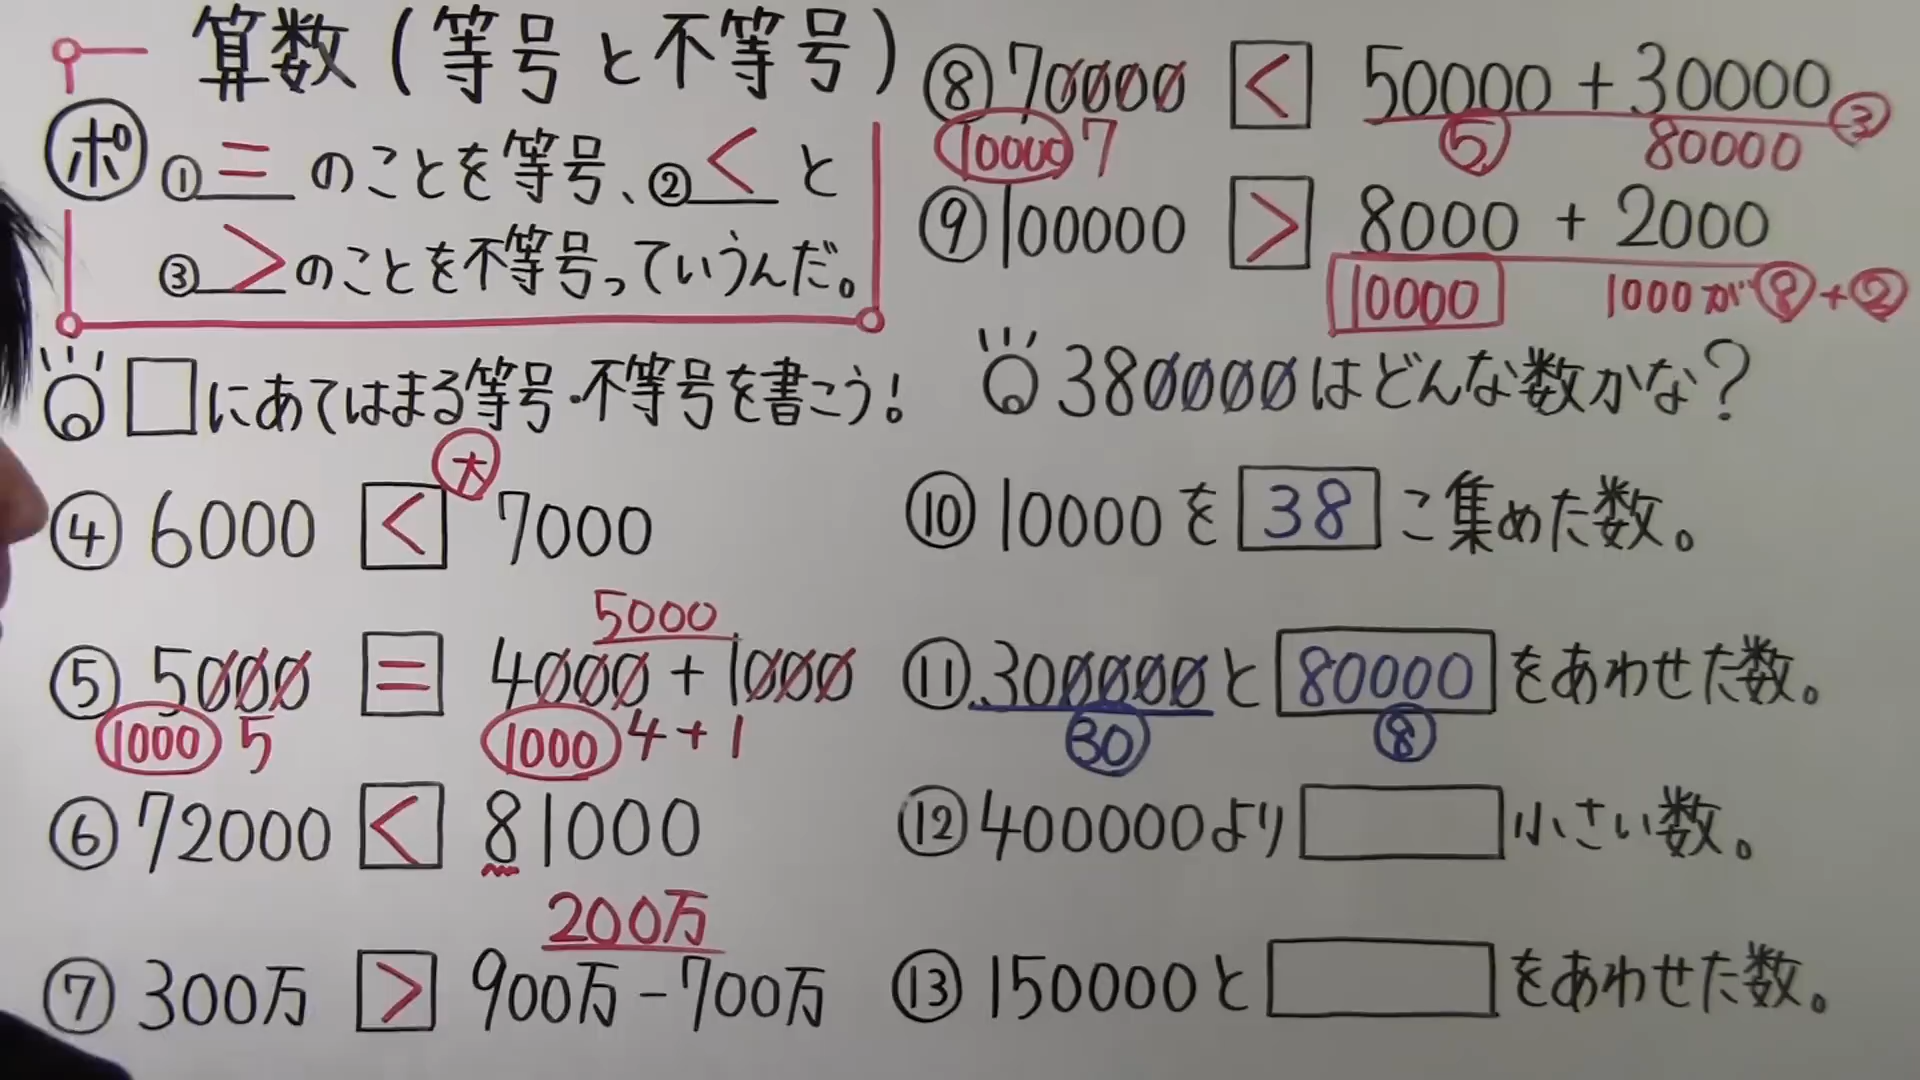 算数(等号と不等号)
ポ ① = のことを等号、② < と
③ > のことを不等号っていうんだ。
□にあてはまる等号・不等号を書こう!
大
④ 6000 < 7000
5000
⑤ 5000 = 4000 + 1000
1000 5 1000 4+1
⑥ 72000 < 81000
200万
⑦ 300万 > 900万-700万
⑧ 70000 < 50000 + 30000 ③
10000 7 ⑤ 80000
⑨ 100000 > 8000 + 2000
10000 1000が⑧+②
380000はどんな数かな?
⑩ 10000を 38 こ集めた数。
⑪ 300000と 80000 をあわせた数。
30 ⑧
⑫ 400000より□小さい数。
⑬ 150000と□をあわせた数。